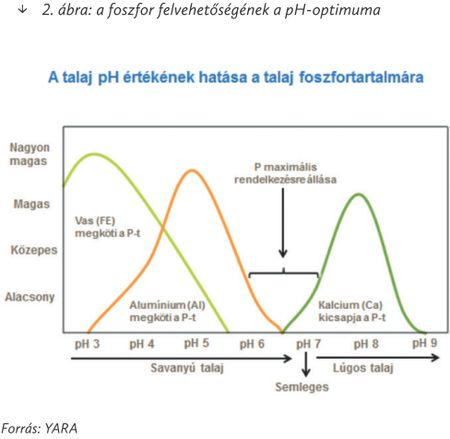 ↓ 2. ábra: a foszfor felvehetőségének a pH-optimuma
A talaj pH értékének hatása a talaj foszfortartalmára
Nagyon
magas
Magas
Közepes
Alacsony
Vas (FE)
megköti a P-t
P maximális
rendelkezésre állása
Alumínium (Al)
megköti a P-t
Kalcium (Ca)
kicsapja a P-t
pH 3 pH 4 pH 5 pH 6 pH 7 pH 8 pH 9
Savanyú talaj
Lúgos talaj
Semleges
Forrás: YARA